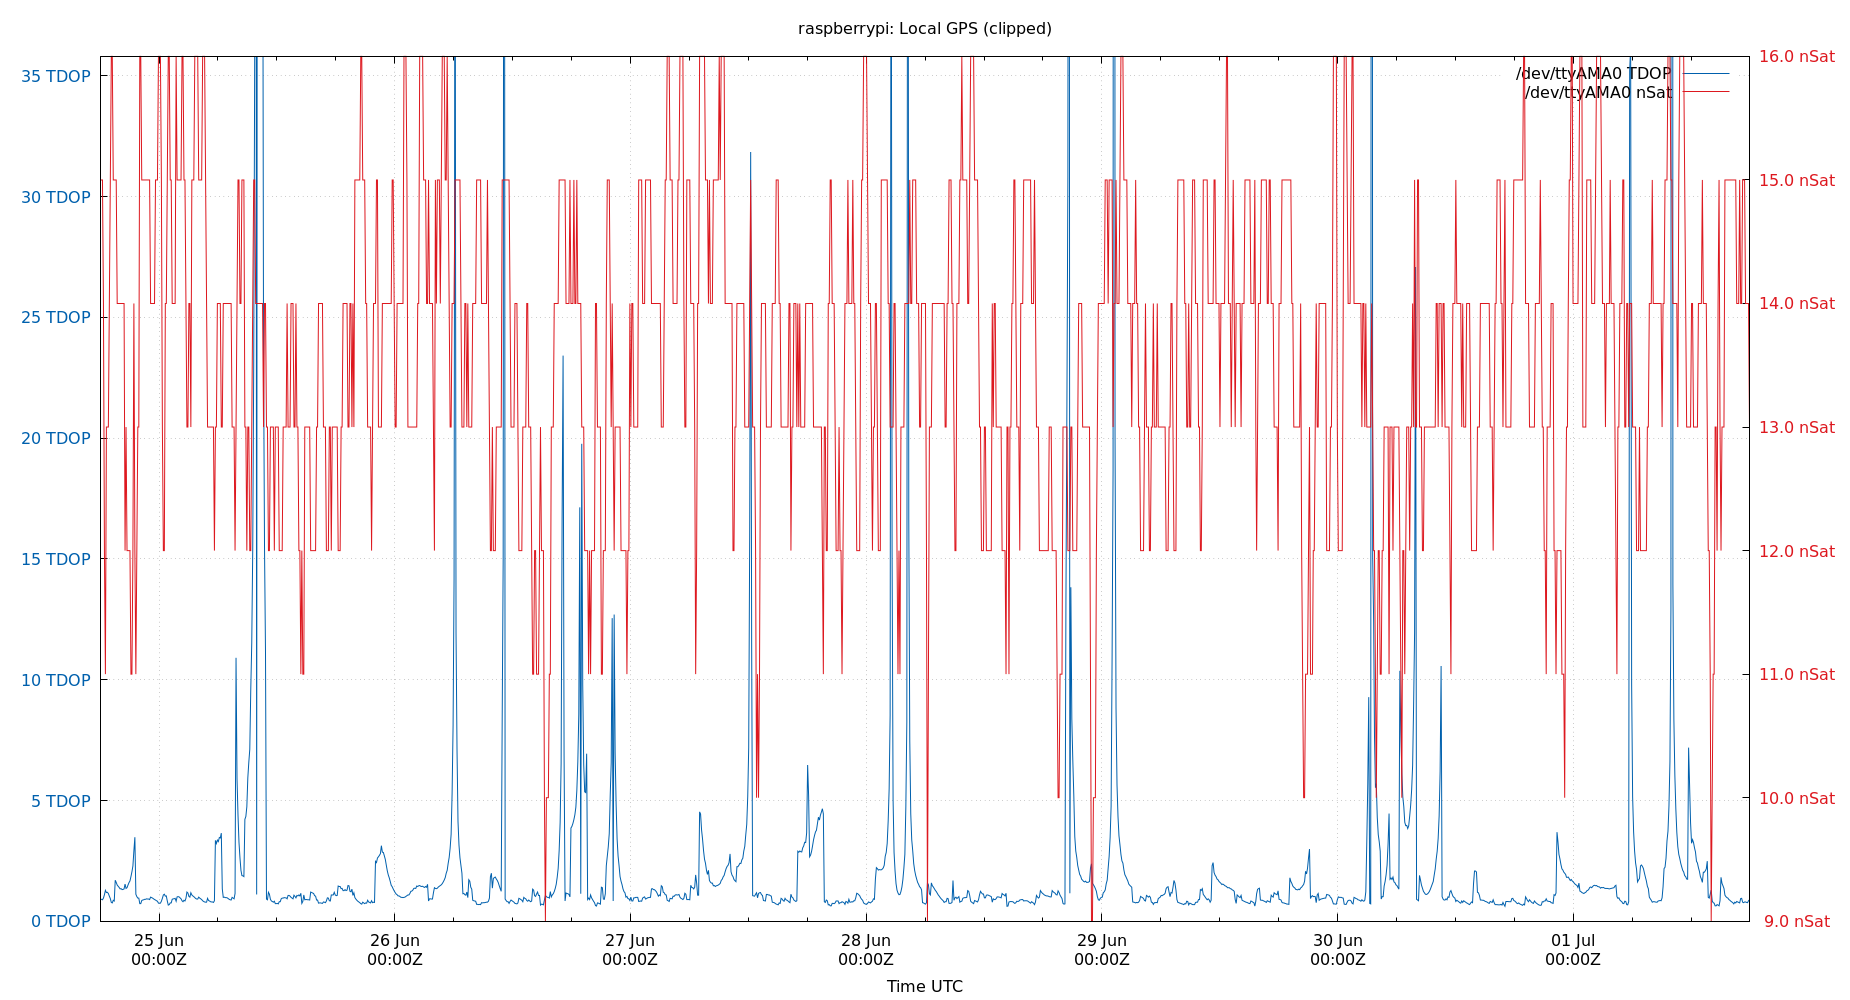 raspberrypi: Local GPS (clipped)
35 TDOP
30 TDOP
25 TDOP
20 TDOP
15 TDOP
10 TDOP
5 TDOP
0 TDOP
16.0 nSat
15.0 nSat
14.0 nSat
13.0 nSat
12.0 nSat
11.0 nSat
10.0 nSat
9.0 nSat
/dev/ttyAMA0 TDOP
/dev/ttyAMA0 nSat
25 Jun
00:00Z
26 Jun
00:00Z
27 Jun
00:00Z
28 Jun
00:00Z
29 Jun
00:00Z
30 Jun
00:00Z
01 Jul
00:00Z
Time UTC